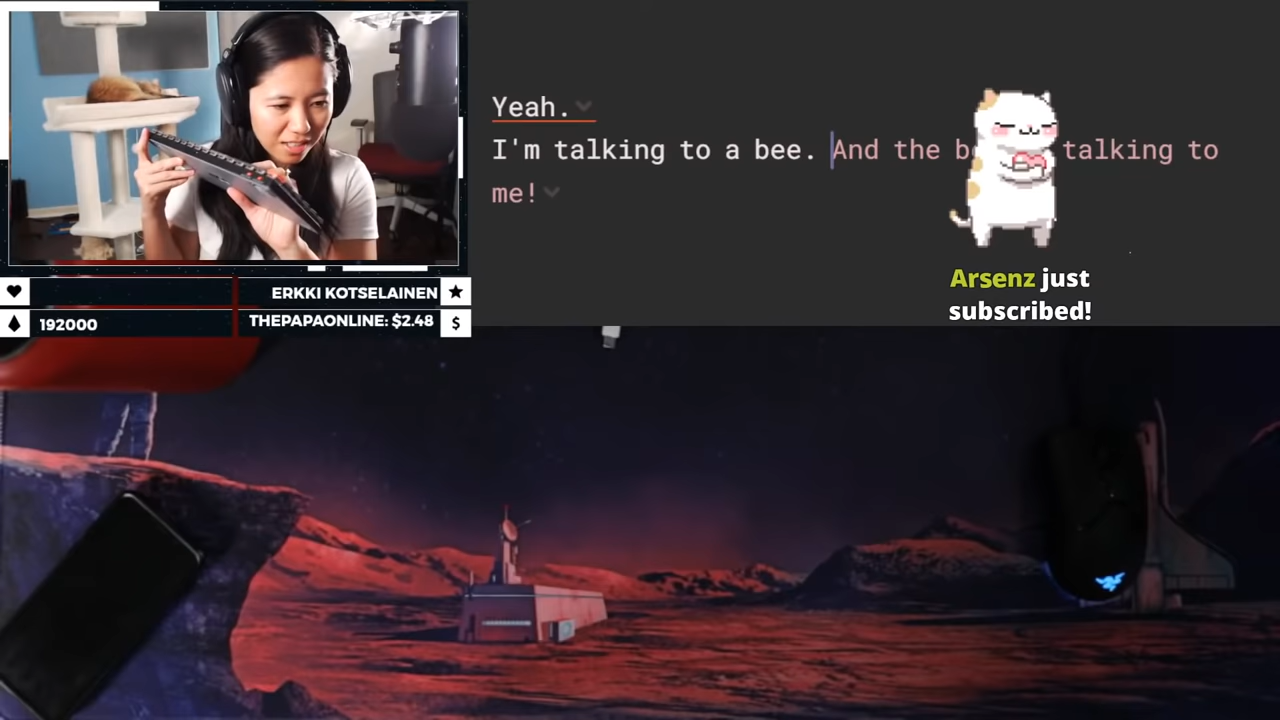 Yeah.
I'm talking to a bee. And the b talking to
me!
Arsenz just
subscribed!
ERKKI KOTSELAINEN
192000
THEPAPAONLINE: $2.48 $